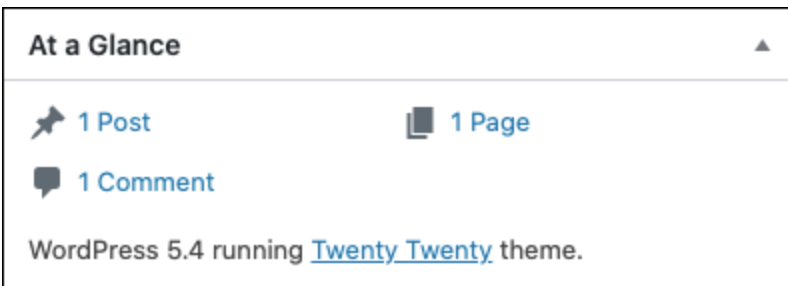 At a Glance
1 Post
1 Page
1 Comment
WordPress 5.4 running Twenty Twenty theme.